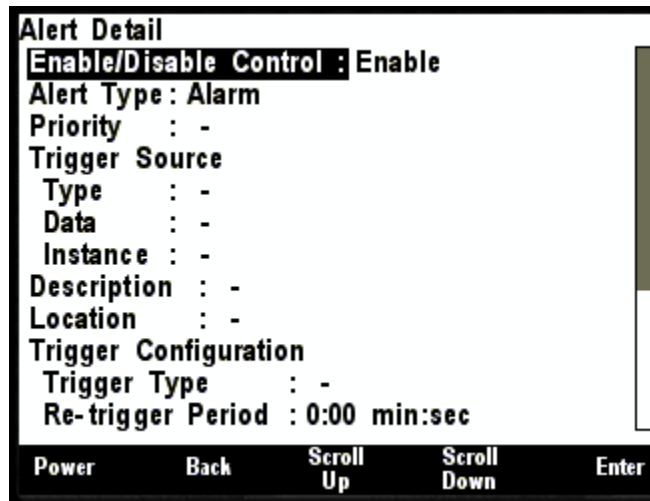 Alert Detail
Enable/Disable Control : Enable
Alert Type : Alarm
Priority : -
Trigger Source
Type : -
Data : -
Instance : -
Description : -
Location : -
Trigger Configuration
Trigger Type : -
Re-trigger Period : 0:00 min:sec
Power Back Scroll Up Scroll Down Enter